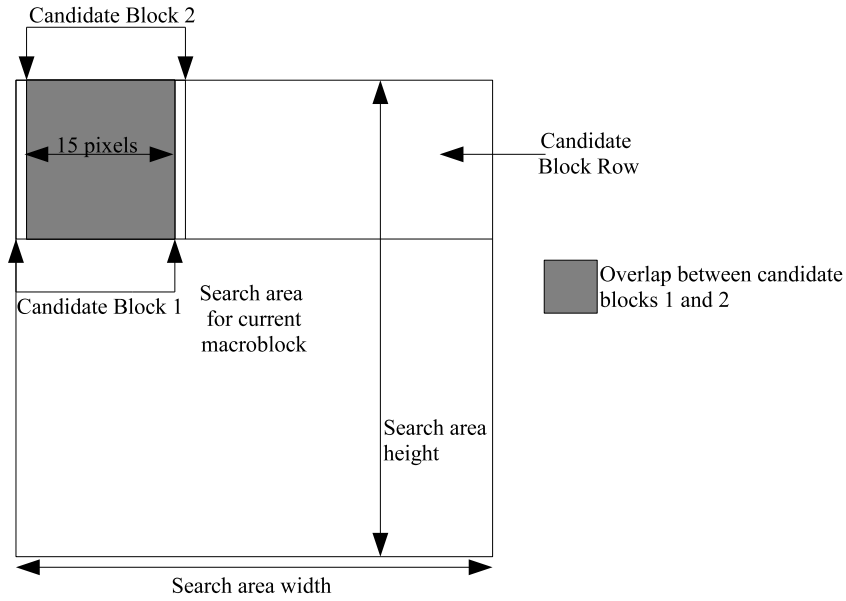 Candidate Block 2
15 pixels
Candidate
Block Row
Candidate Block 1
Search area
for current
macroblock
Overlap between candidate
blocks 1 and 2
Search area
height
Search area width